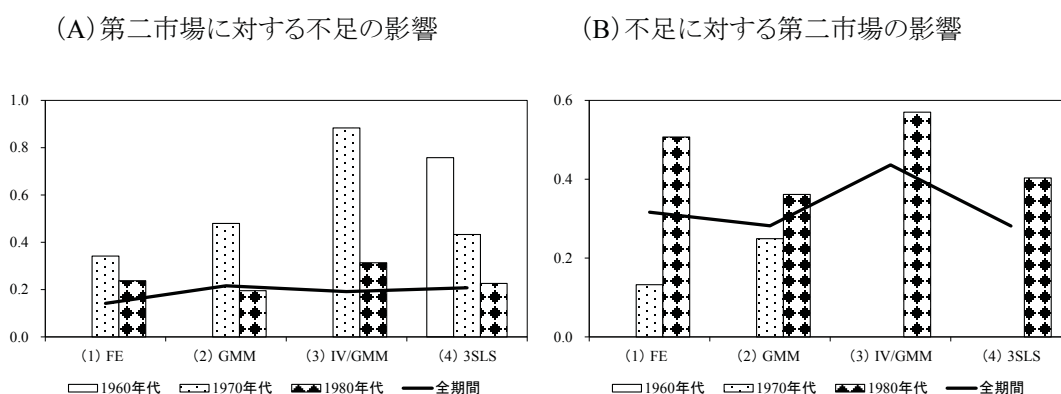 (A)第二市場に対する不足の影響
(B)不足に対する第二市場の影響
1.0
0.8
0.6
0.4
0.2
0.0
(1) FE (2) GMM (3) IV/GMM (4) 3SLS
1960年代 1970年代 1980年代 全期間
0.6
0.4
0.2
0.0
(1) FE (2) GMM (3) IV/GMM (4) 3SLS
1960年代 1970年代 1980年代 全期間